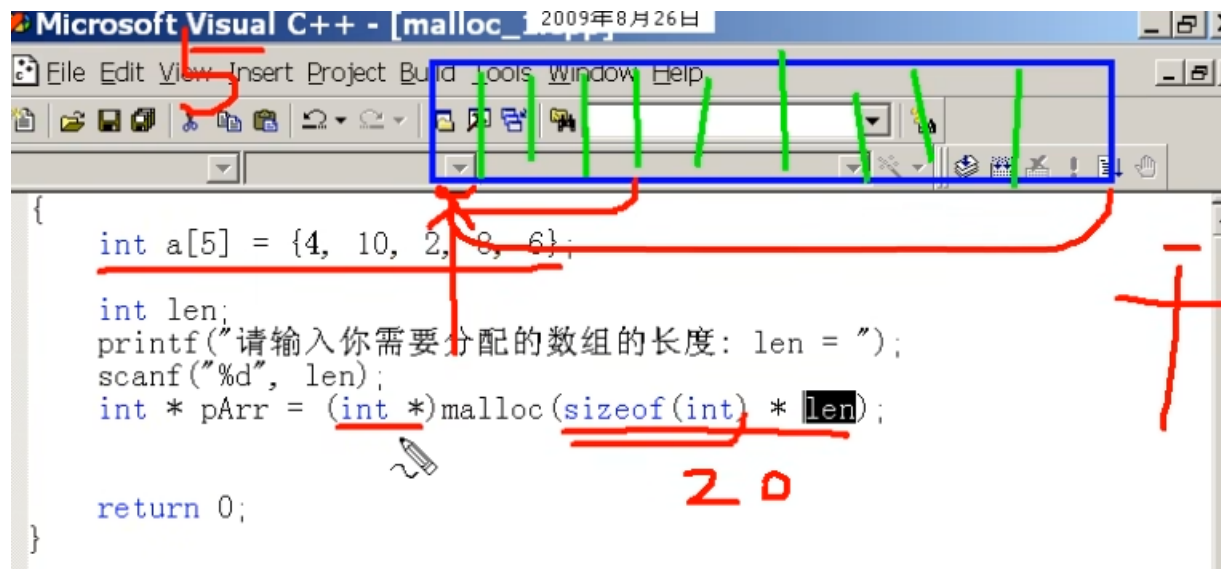 Microsoft Visual C++ - [malloc_1.cpp]
2009年8月26日
5
File Edit View Insert Project Build Tools Window Help
{
int a[5] = {4, 10, 2, 8, 6};
int len;
printf("请输入你需要分配的数组的长度: len = ");
scanf("%d", len);
int * pArr = (int *)malloc(sizeof(int) * len);
20
return 0;
}